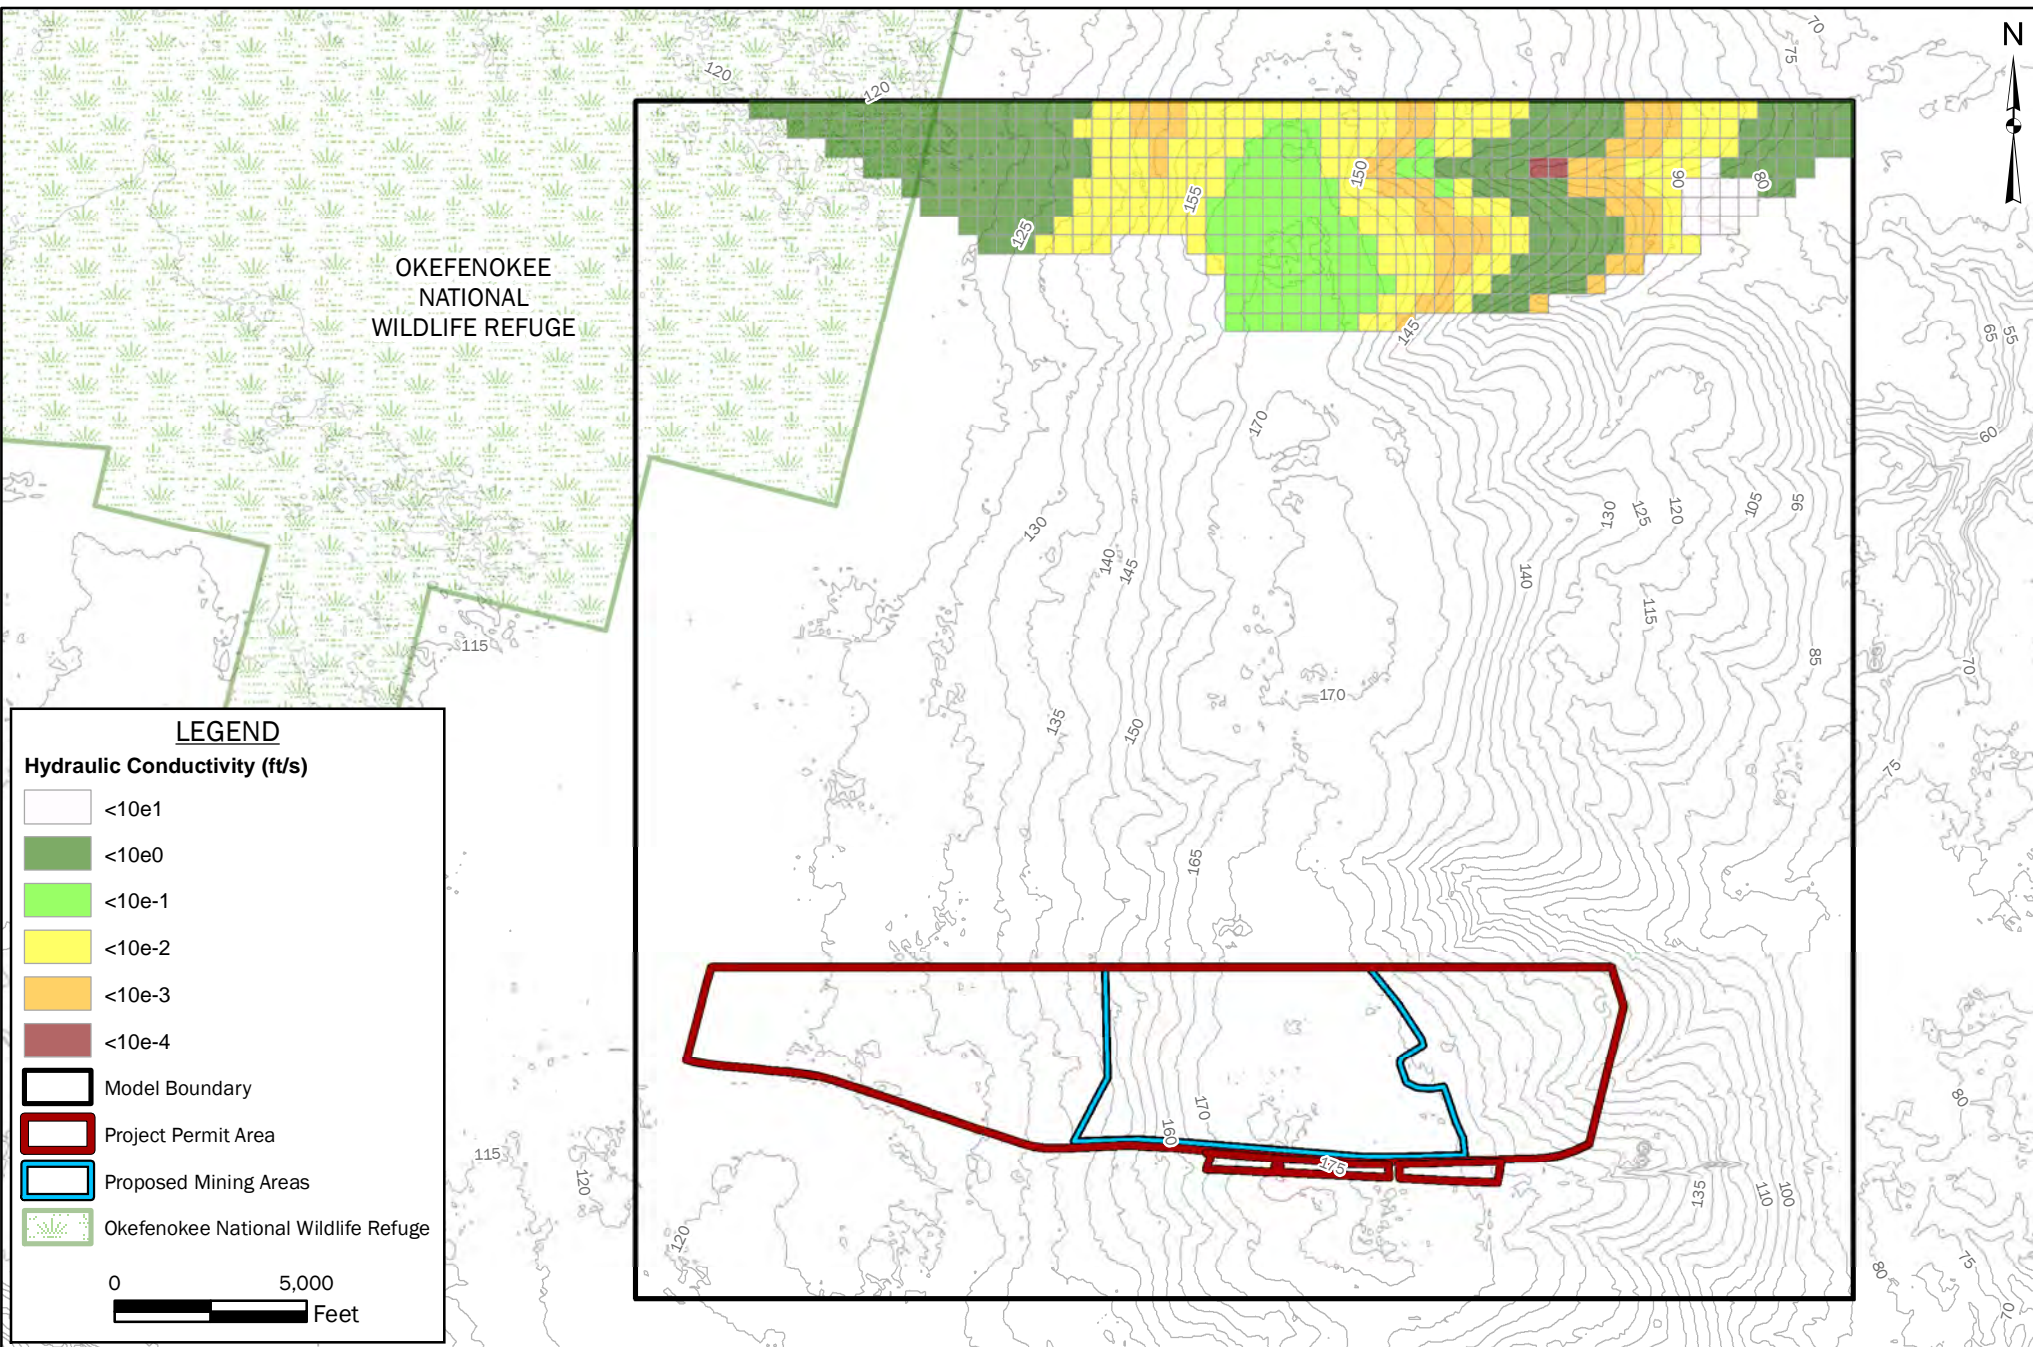 N
70
75
120
120
150
155
90
80
125
OKEFENOKEE
NATIONAL
WILDLIFE REFUGE
145
65
55
170
60
130
130
125
120
105
95
140
145
140
115
115
85
70
170
135
150
75
165
LEGEND
Hydraulic Conductivity (ft/s)
<10e1
<10e0
<10e-1
<10e-2
<10e-3
<10e-4
Model Boundary
Project Permit Area
Proposed Mining Areas
Okefenokee National Wildlife Refuge
0 5,000
Feet
80
170
160
175
115
120
135
110
100
120
75
80
70